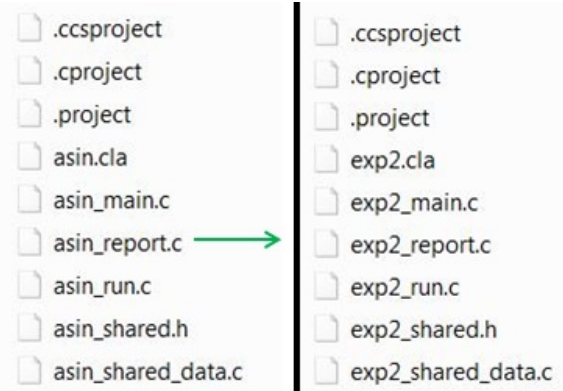 .ccsproject
.cproject
.project
asin.cla
asin_main.c
asin_report.c
asin_run.c
asin_shared.h
asin_shared_data.c
.ccsproject
.cproject
.project
exp2.cla
exp2_main.c
exp2_report.c
exp2_run.c
exp2_shared.h
exp2_shared_data.c